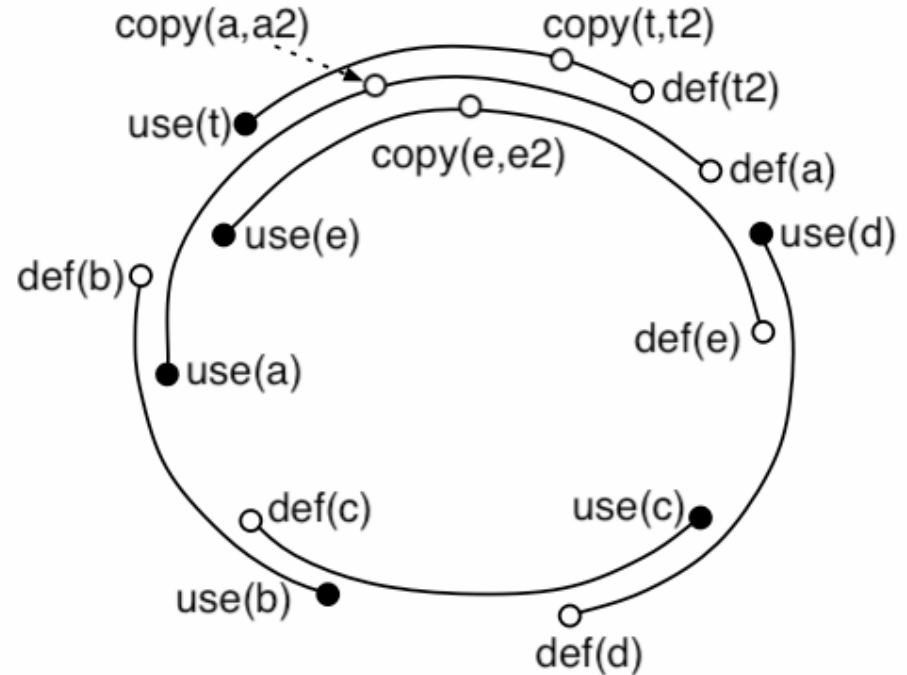 copy(a,a2)
copy(t,t2)
def(t2)
use(t)
copy(e,e2)
def(a)
use(e)
use(d)
def(b)
def(e)
use(a)
def(c)
use(c)
use(b)
def(d)